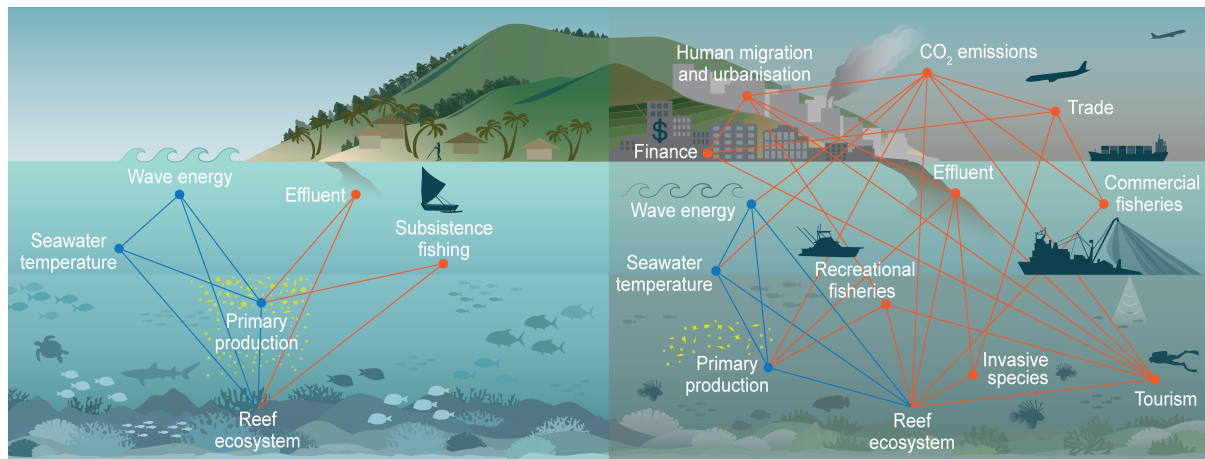 Wave energy
Effluent
Seawater
temperature
Subsistence
fishing
Primary
production
Reef
ecosystem
Human migration
and urbanisation
CO₂ emissions
Trade
$
Finance
Effluent
Wave energy
Commercial
fisheries
Seawater
temperature
Recreational
fisheries
Primary
production
Invasive
species
Tourism
Reef
ecosystem